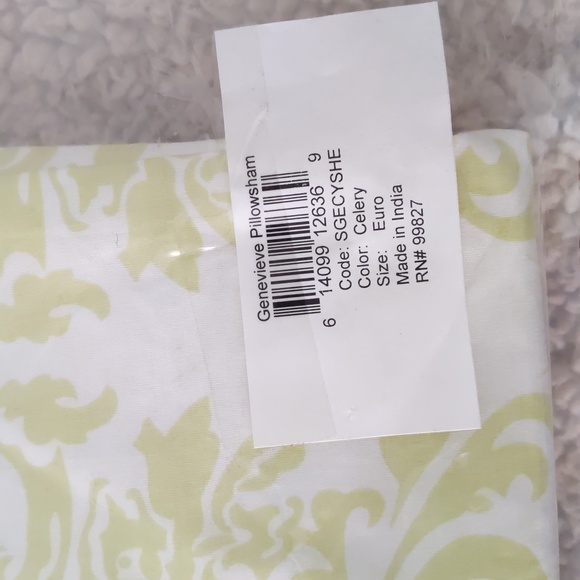 Genevieve Pillowsham
6 14099 12636 9
Code: SGECYSHE
Color: Celery
Size: Euro
Made in India
RN# 99827